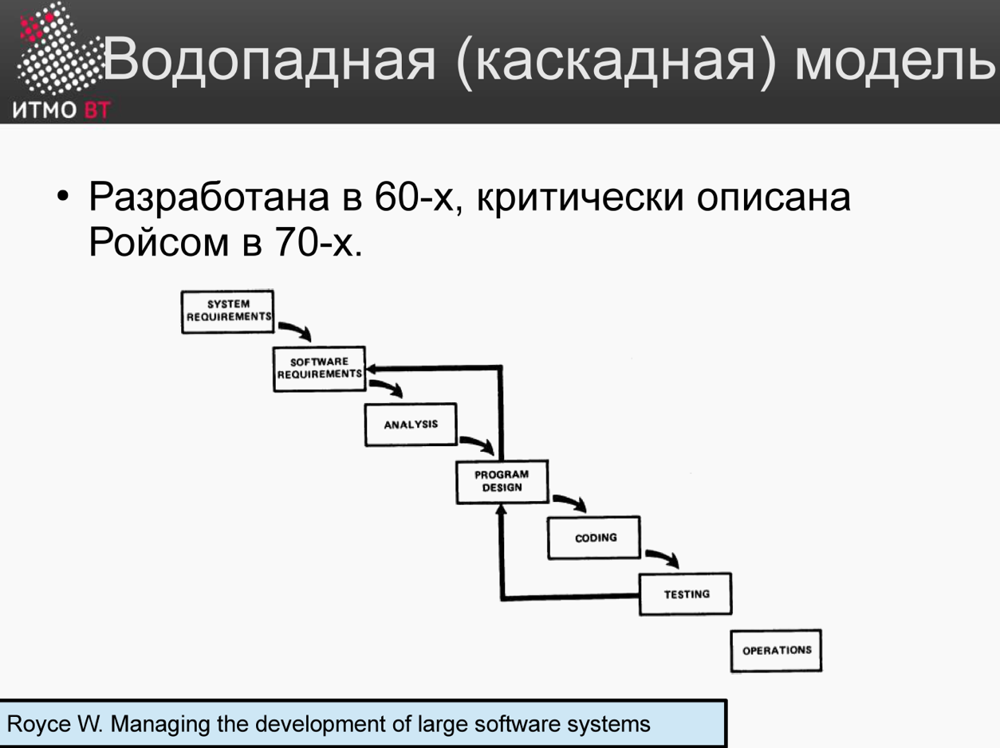 Водопадная (каскадная) модель
ИТМО ВТ
• Разработана в 60-х, критически описана
Ройсом в 70-х.
SYSTEM
REQUIREMENTS
SOFTWARE
REQUIREMENTS
ANALYSIS
PROGRAM
DESIGN
CODING
TESTING
OPERATIONS
Royce W. Managing the development of large software systems